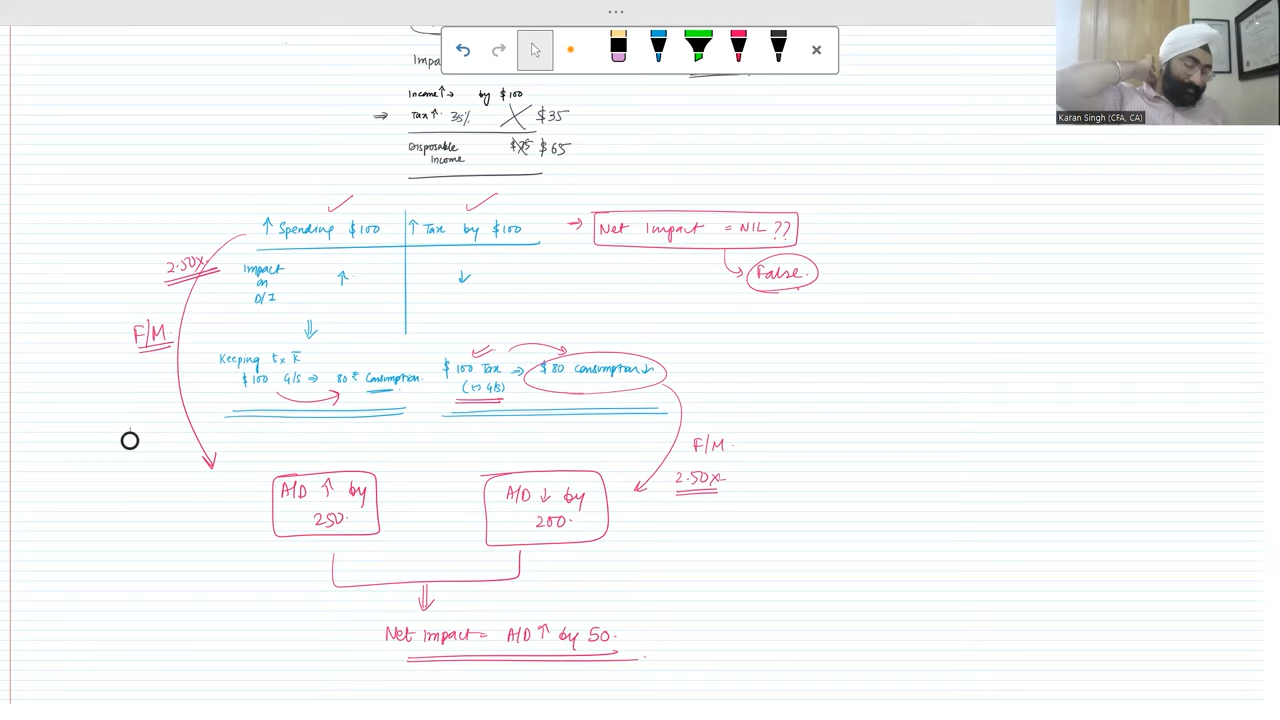 Impa
Income ↑ → by $100
⇒ Tax ↑ 35% $35
Disposable Income $75 $65
↑ Spending $100
↑ Tax by $100
→ Net Impact = NIL ??
False.
2.50x
Impact on D/I ↑ ↓
F/M
Keeping tx K
$100 G/S ⇒ 80 Consumption.
$100 Tax ⇒ $80 Consumption ↓
(↔ G/S)
F/M
2.50x
A/D ↑ by 250.
A/D ↓ by 200.
Net impact = A/D ↑ by 50.
Karan Singh (CFA, CA)